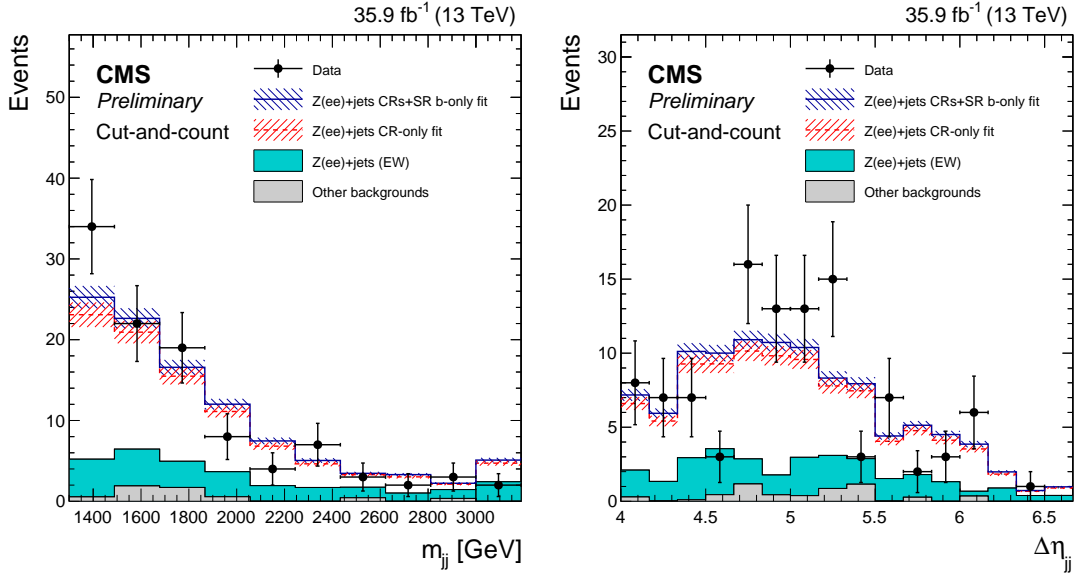 35.9 fb⁻¹ (13 TeV)
Events
CMS
Preliminary
Cut-and-count
Data
Z(ee)+jets CRs+SR b-only fit
Z(ee)+jets CR-only fit
Z(ee)+jets (EW)
Other backgrounds
50
40
30
20
10
0
1400 1600 1800 2000 2200 2400 2600 2800 3000
m_jj [GeV]
35.9 fb⁻¹ (13 TeV)
Events
CMS
Preliminary
Cut-and-count
Data
Z(ee)+jets CRs+SR b-only fit
Z(ee)+jets CR-only fit
Z(ee)+jets (EW)
Other backgrounds
30
25
20
15
10
5
0
4 4.5 5 5.5 6 6.5
Δη_jj